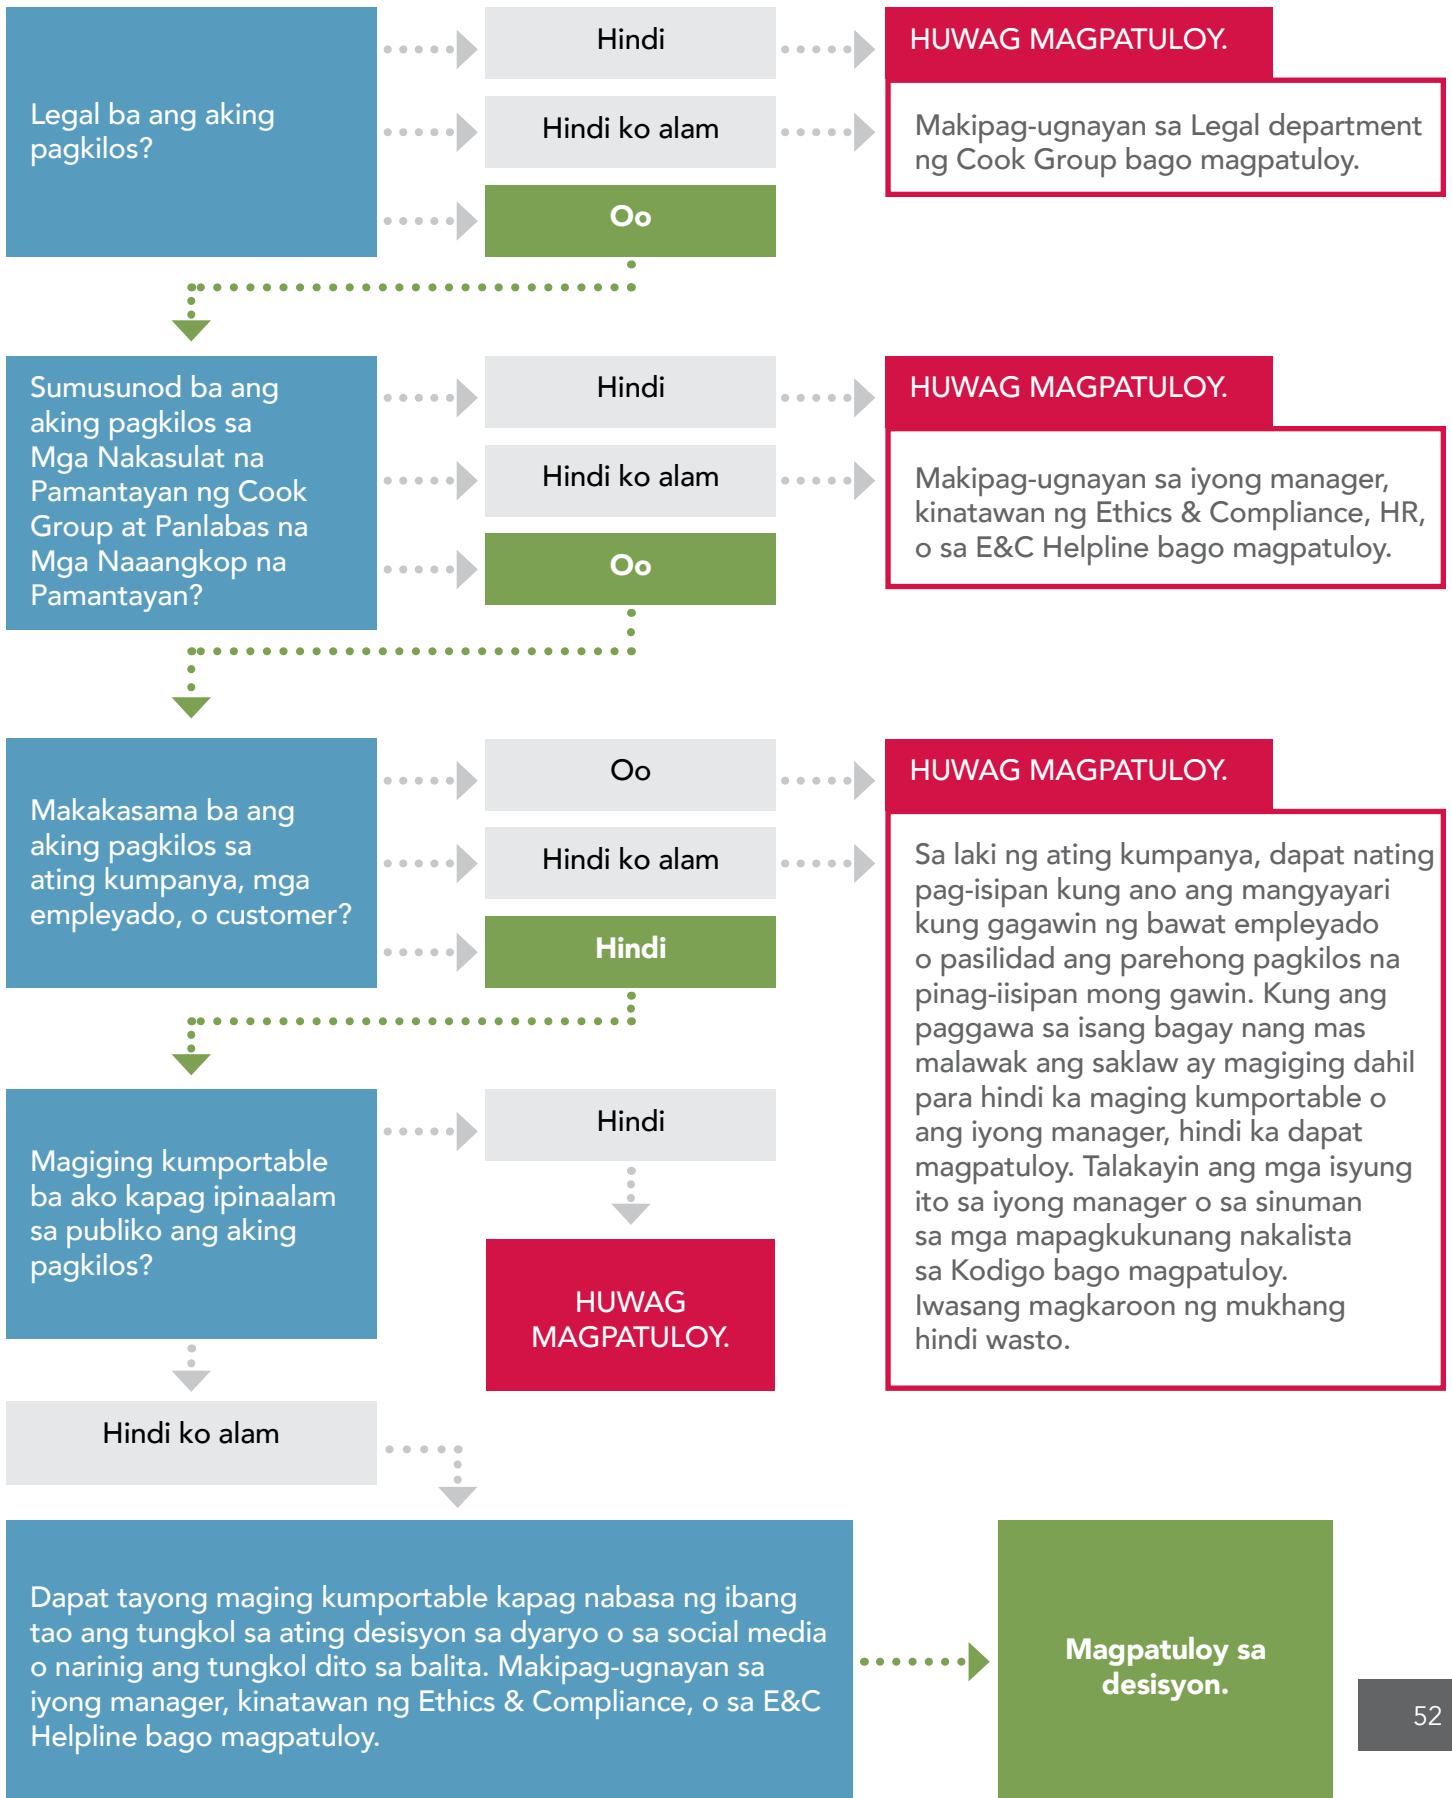 Legal ba ang aking
pagkilos?
Hindi
HUWAG MAGPATULOY.
Hindi ko alam
Makipag-ugnayan sa Legal department
ng Cook Group bago magpatuloy.
Oo
Sumusunod ba ang
aking pagkilos sa
Mga Nakasulat na
Pamantayan ng Cook
Group at Panlabas na
Mga Naaangkop na
Pamantayan?
Hindi
HUWAG MAGPATULOY.
Hindi ko alam
Makipag-ugnayan sa iyong manager,
kinatawan ng Ethics & Compliance, HR,
o sa E&C Helpline bago magpatuloy.
Oo
Makakasama ba ang
aking pagkilos sa
ating kumpanya, mga
empleyado, o customer?
Oo
HUWAG MAGPATULOY.
Hindi ko alam
Sa laki ng ating kumpanya, dapat nating
pag-isipan kung ano ang mangyayari
kung gagawin ng bawat empleyado
o pasilidad ang parehong pagkilos na
pinag-iisipan mong gawin. Kung ang
paggawa sa isang bagay nang mas
malawak ang saklaw ay magiging dahil
para hindi ka maging kumportable o
ang iyong manager, hindi ka dapat
magpatuloy. Talakayin ang mga isyung
ito sa iyong manager o sa sinuman
sa mga mapagkukunang nakalista
sa Kodigo bago magpatuloy.
Iwasang magkaroon ng mukhang
hindi wasto.
Hindi
Magiging kumportable
ba ako kapag ipinaalam
sa publiko ang aking
pagkilos?
Hindi
HUWAG
MAGPATULOY.
Hindi ko alam
Dapat tayong maging kumportable kapag nabasa ng ibang
tao ang tungkol sa ating desisyon sa dyaryo o sa social media
o narinig ang tungkol dito sa balita. Makipag-ugnayan sa
iyong manager, kinatawan ng Ethics & Compliance, o sa E&C
Helpline bago magpatuloy.
Magpatuloy sa
desisyon.
52